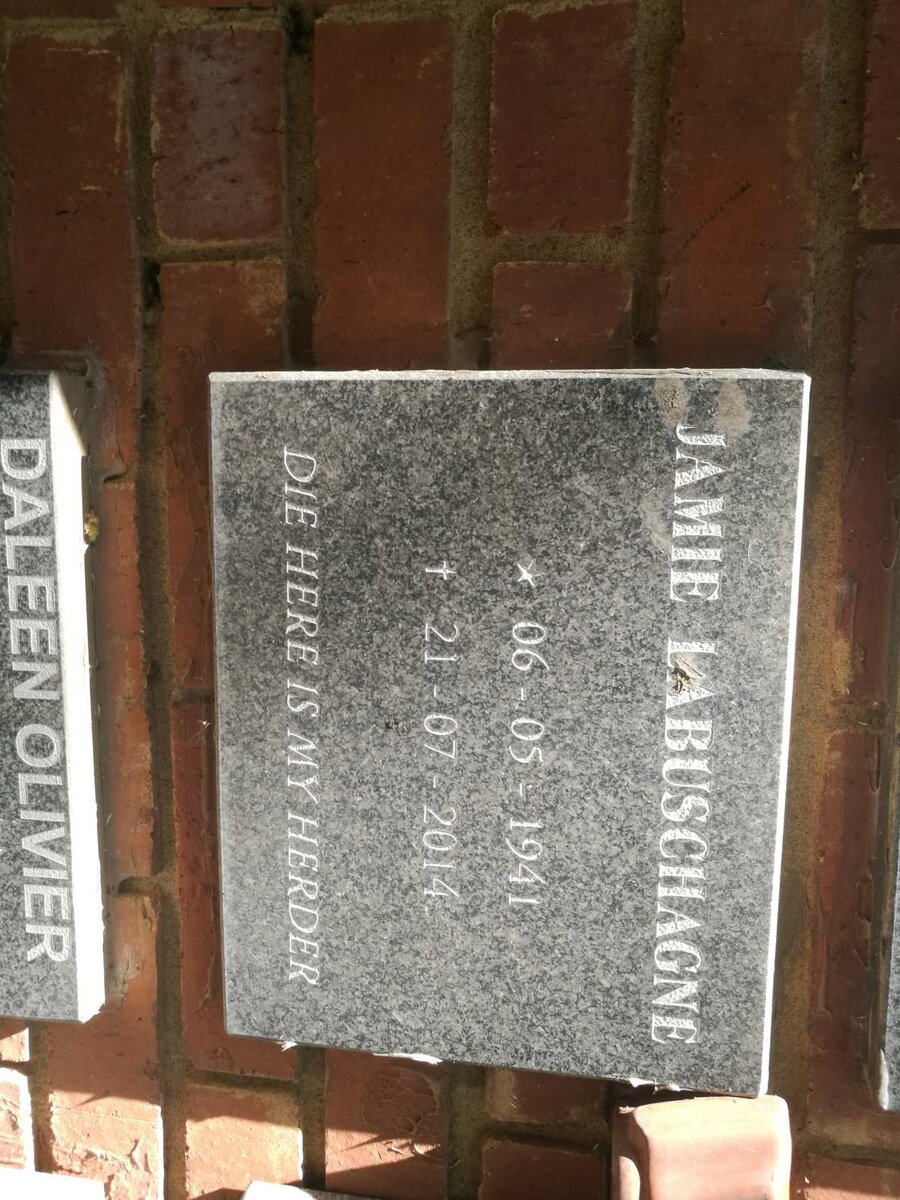 JAMIE LABUSCHAGNE
★ 06 - 05 - 1941
✝ 21 - 07 - 2014
DIE HERE IS MY HERDER
DALEEN OLIVIER